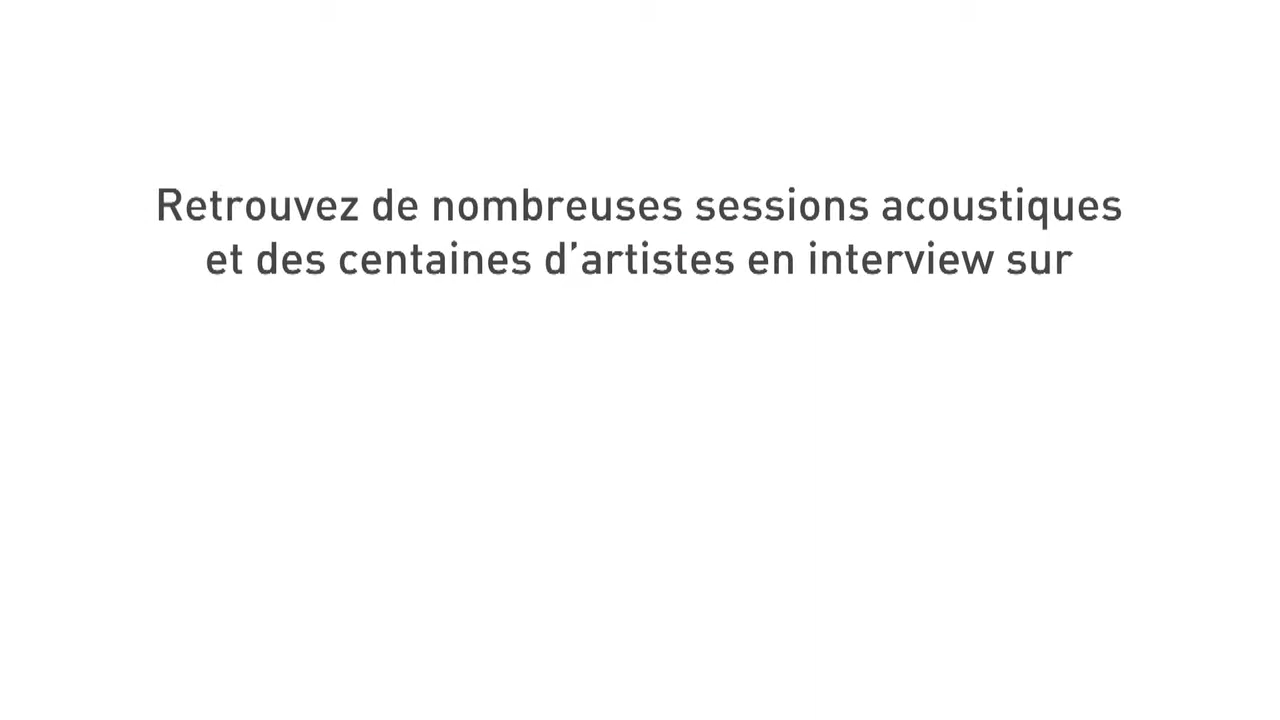 Retrouvez de nombreuses sessions acoustiques
et des centaines d’artistes en interview sur